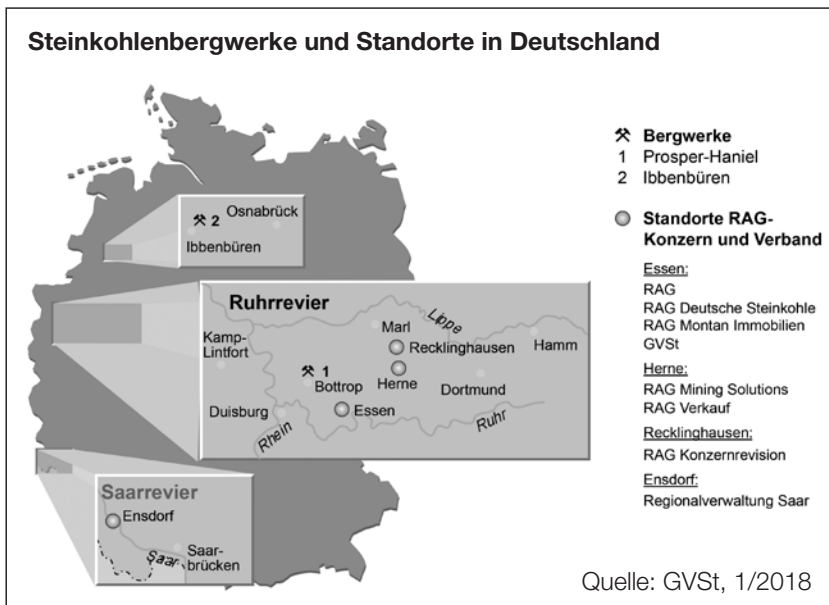 Steinkohlenbergwerke und Standorte in Deutschland
⚒ Bergwerke
1 Prosper-Haniel
2 Ibbenbüren
Standorte RAG-
Konzern und Verband
Essen:
RAG
RAG Deutsche Steinkohle
RAG Montan Immobilien
GVSt
Herne:
RAG Mining Solutions
RAG Verkauf
Recklinghausen:
RAG Konzernrevision
Ensdorf:
Regionalverwaltung Saar
Osnabrück
⚒ 2
Ibbenbüren
Ruhrrevier
Lippe
Marl
Kamp-
Lintfort
Recklinghausen
Hamm
⚒ 1
Bottrop
Herne
Dortmund
Duisburg
Essen
Rhein
Ruhr
Saarrevier
Ensdorf
Saar
Saar-
brücken
Quelle: GVSt, 1/2018